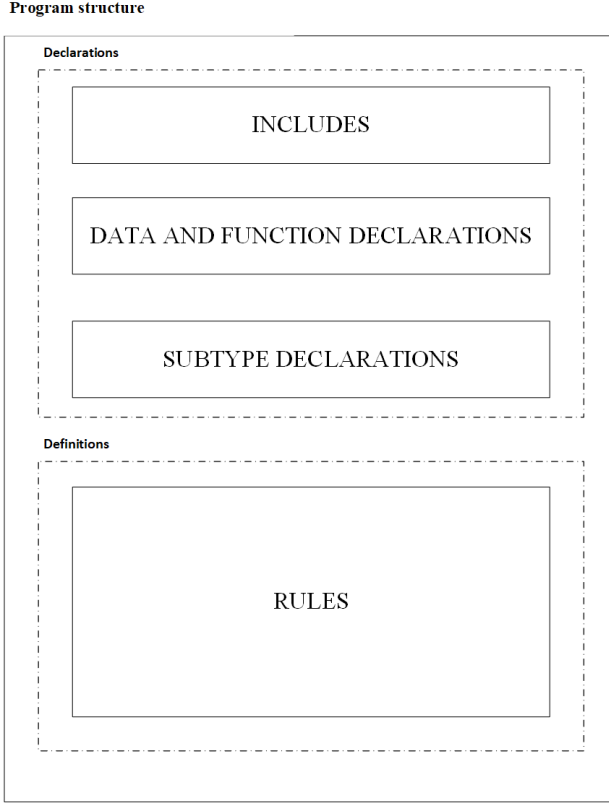 Program structure
Declarations
INCLUDES
DATA AND FUNCTION DECLARATIONS
SUBTYPE DECLARATIONS
Definitions
RULES